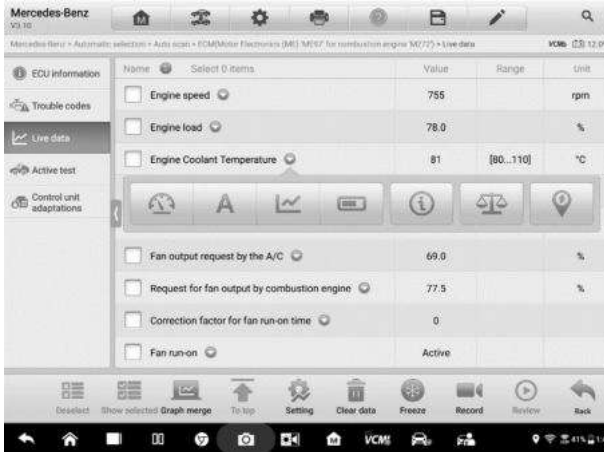 Mercedes-Benz
V3.10
Mercedes-Benz > Automatic selection > Auto scan > ECM(Motor Electronics (ME) 'ME97' for combustion engine 'M272') > Live data
VCMI
ECU information
Trouble codes
Live data
Active test
Control unit
adaptations
Name Select 0 items Value Range Unit
Engine speed 755 rpm
Engine load 78.0 %
Engine Coolant Temperature 81 [80...110] °C
A
Fan output request by the A/C 69.0 %
Request for fan output by combustion engine 77.5 %
Correction factor for fan run-on time 0
Fan run-on Active
Deselect Show selected Graph merge To top Setting Clear data Freeze Record Review Back
VCMI 41%